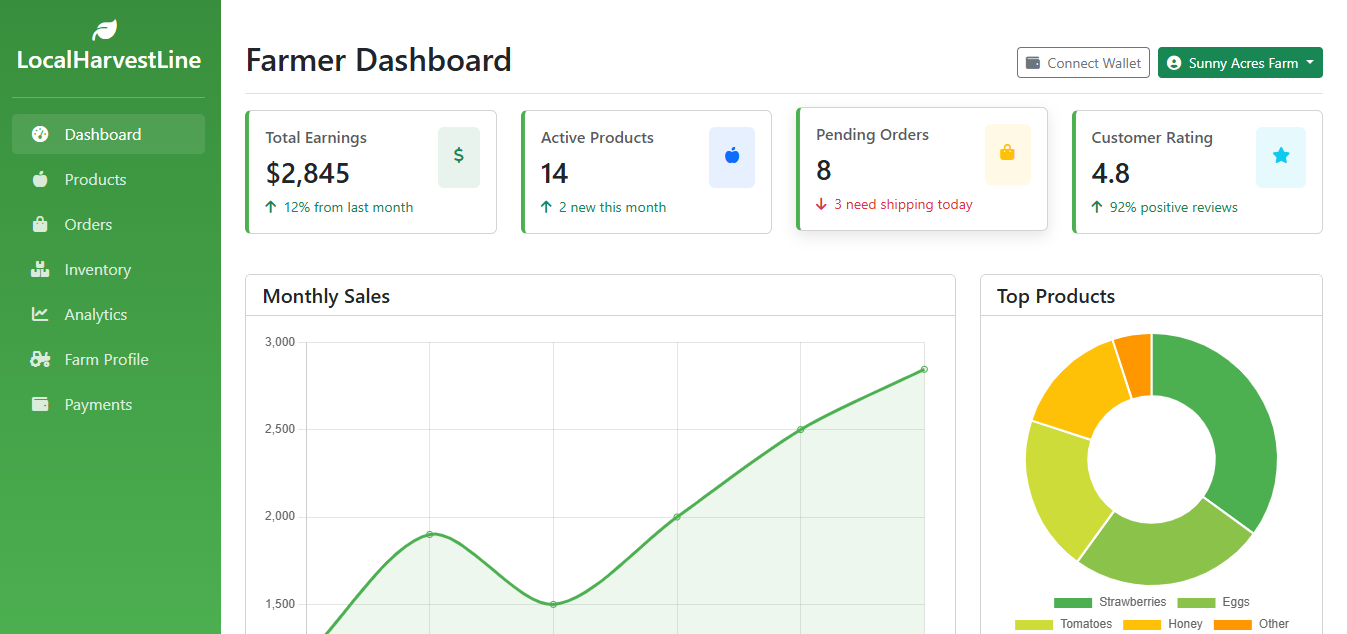 LocalHarvestLine
Dashboard
Products
Orders
Inventory
Analytics
Farm Profile
Payments
Farmer Dashboard
Connect Wallet
Sunny Acres Farm
Total Earnings
$2,845
12% from last month
Active Products
14
2 new this month
Pending Orders
8
3 need shipping today
Customer Rating
4.8
92% positive reviews
Monthly Sales
3,000
2,500
2,000
1,500
Top Products
Strawberries Eggs
Tomatoes Honey Other